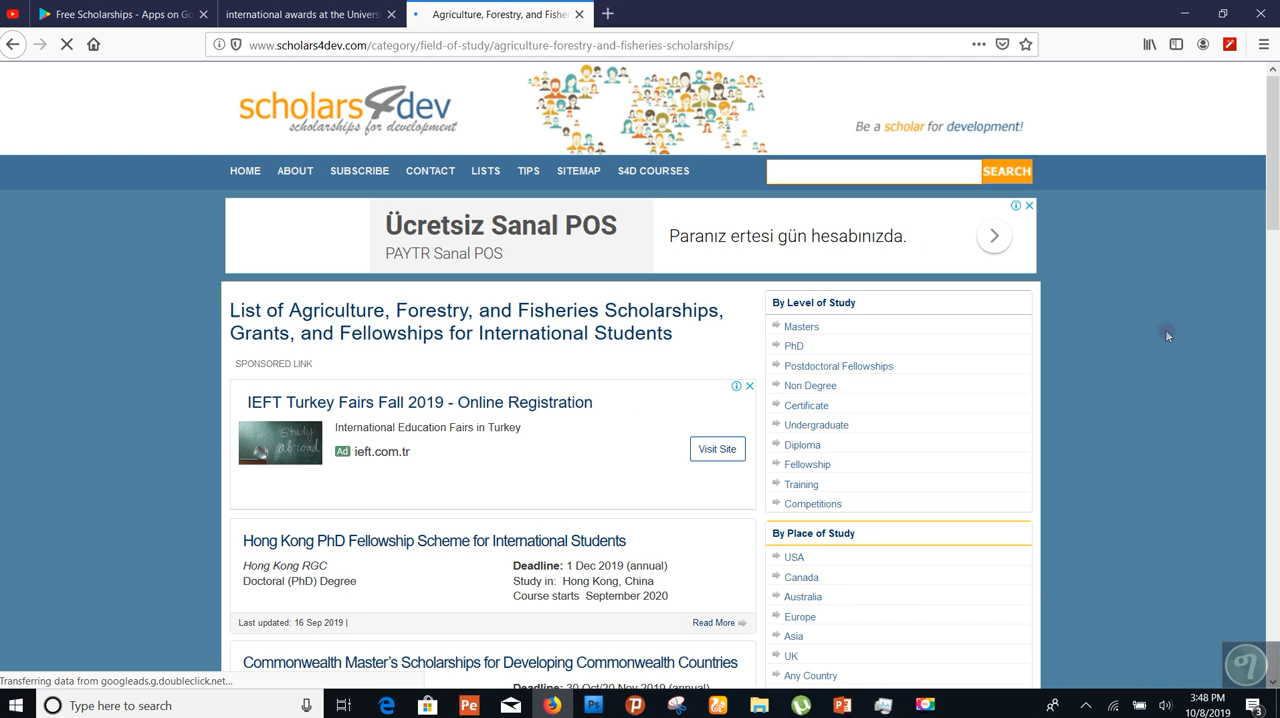 Free Scholarships - Apps on Go
international awards at the Univers
Agriculture, Forestry, and Fishe
www.scholars4dev.com/category/field-of-study/agriculture-forestry-and-fisheries-scholarships/
scholars4dev
scholarships for development
Be a scholar for development!
HOME ABOUT SUBSCRIBE CONTACT LISTS TIPS SITEMAP S4D COURSES
SEARCH
Ücretsiz Sanal POS
PAYTR Sanal POS
Paranız ertesi gün hesabınızda.
List of Agriculture, Forestry, and Fisheries Scholarships,
Grants, and Fellowships for International Students
SPONSORED LINK
IEFT Turkey Fairs Fall 2019 - Online Registration
study
abroad
International Education Fairs in Turkey
Ad ieft.com.tr
Visit Site
Hong Kong PhD Fellowship Scheme for International Students
Hong Kong RGC
Doctoral (PhD) Degree
Deadline: 1 Dec 2019 (annual)
Study in: Hong Kong, China
Course starts September 2020
Last updated: 16 Sep 2019 |
Read More
Commonwealth Master's Scholarships for Developing Commonwealth Countries
Deadline: 30 Oct/20 Nov 2019 (annual)
By Level of Study
Masters
PhD
Postdoctoral Fellowships
Non Degree
Certificate
Undergraduate
Diploma
Fellowship
Training
Competitions
By Place of Study
USA
Canada
Australia
Europe
Asia
UK
Any Country
Transferring data from googleads.g.doubleclick.net...
Type here to search
Pe
Ps
3:48 PM
10/8/2019
3